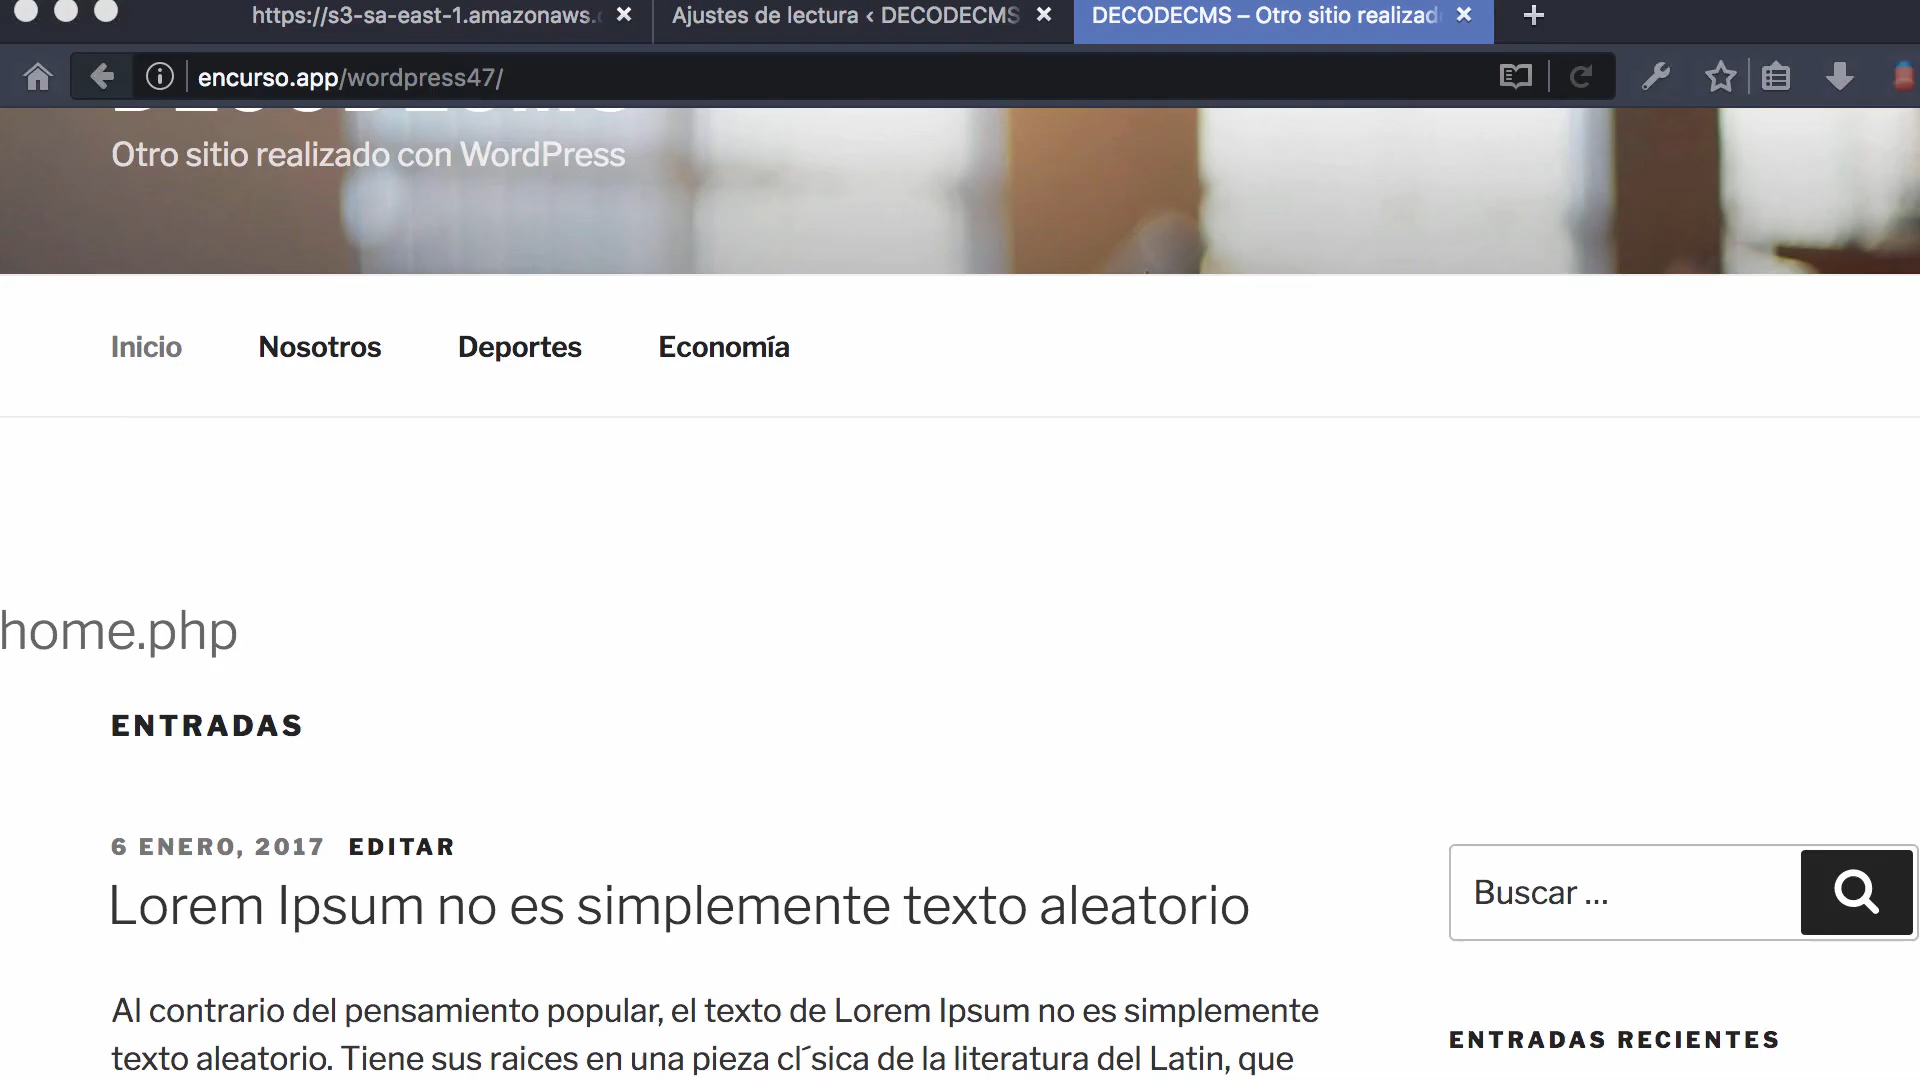 https://s3-sa-east-1.amazonaws.
Ajustes de lectura ‹ DECODECMS
DECODECMS – Otro sitio realizad
encurso.app/wordpress47/
Otro sitio realizado con WordPress
Inicio
Nosotros
Deportes
Economía
home.php
ENTRADAS
6 ENERO, 2017 EDITAR
Lorem Ipsum no es simplemente texto aleatorio
Al contrario del pensamiento popular, el texto de Lorem Ipsum no es simplemente
texto aleatorio. Tiene sus raices en una pieza cl´sica de la literatura del Latin, que
Buscar ...
ENTRADAS RECIENTES